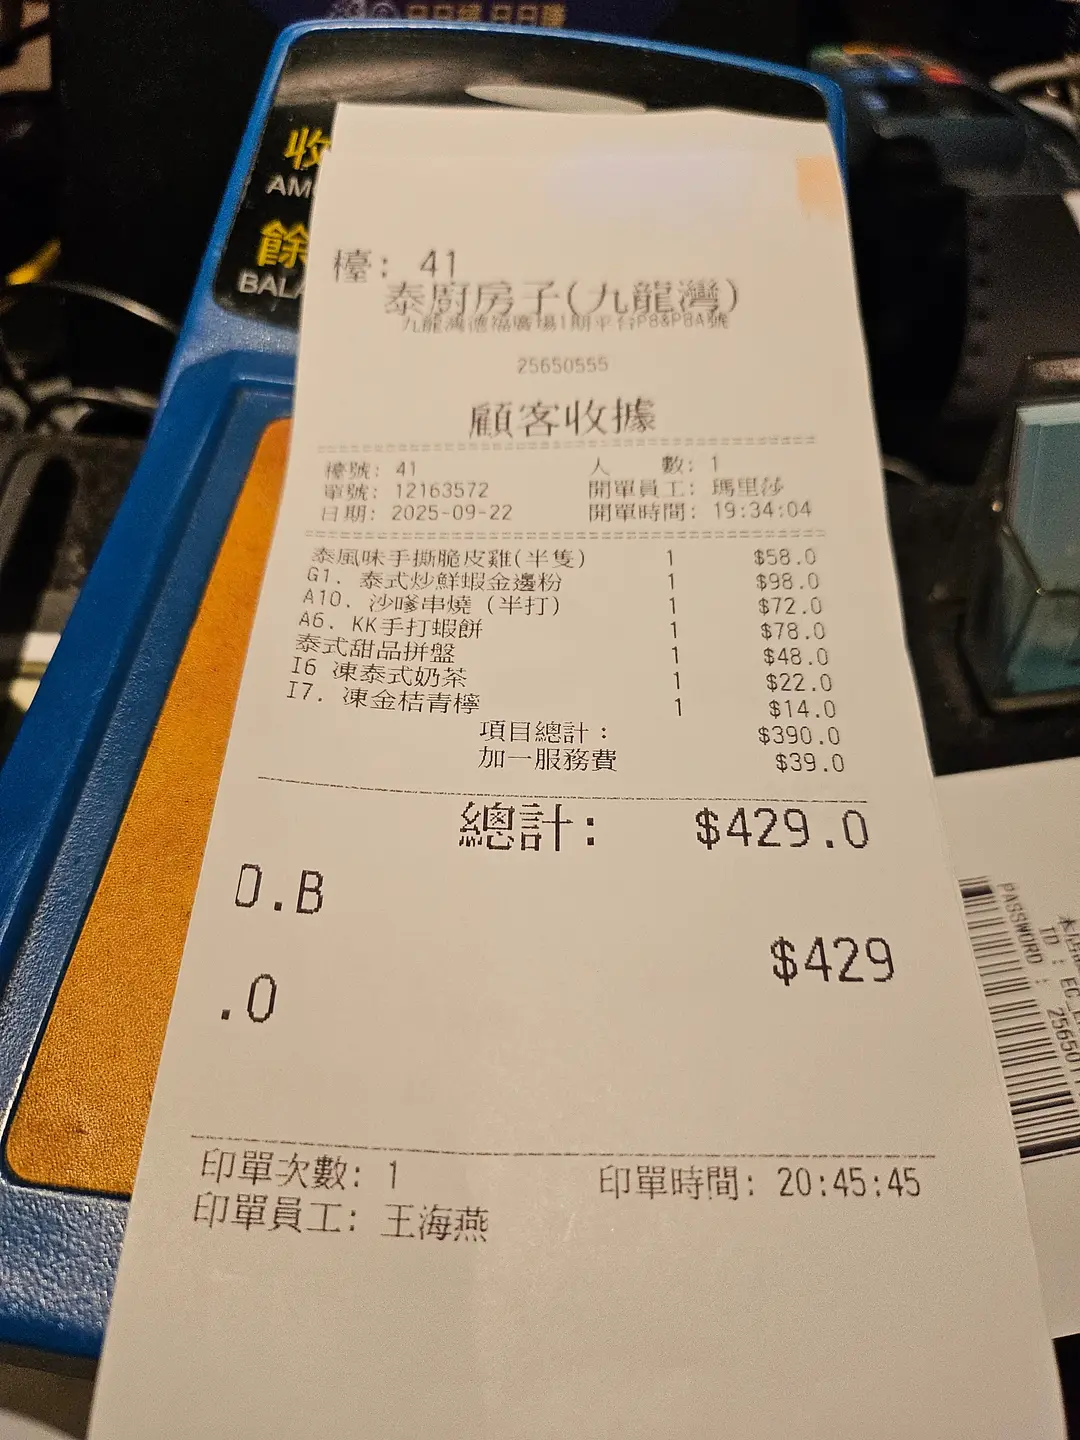 收
AM
餘
BALA
檯: 41
泰廚房子(九龍灣)
九龍灣德福廣場1期平台P8&P8A號
25650555
顧客收據
檯號: 41 人 數: 1
單號: 12163572 開單員工: 瑪里莎
日期: 2025-09-22 開單時間: 19:34:04
泰風味手撕脆皮雞(半隻) 1 $58.0
G1. 泰式炒鮮蝦金邊粉 1 $98.0
A10. 沙嗲串燒 (半打) 1 $72.0
A6. KK手打蝦餅 1 $78.0
泰式甜品拼盤 1 $48.0
I6 凍泰式奶茶 1 $22.0
I7. 凍金桔青檸 1 $14.0
項目總計: $390.0
加一服務費 $39.0
總計: $429.0
O.B
$429
.0
印單次數: 1 印單時間: 20:45:45
印單員工: 王海燕
PASSWORD :
ID : EC_
25650